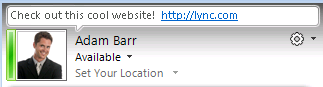 Check out this cool website! http://lync.com
Adam Barr
Available
Set Your Location